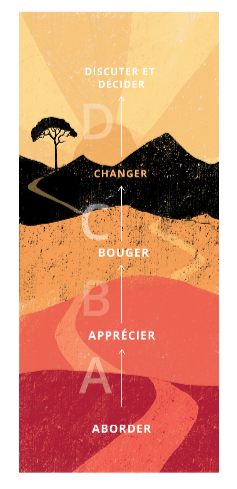 DISCUTER ET
DÉCIDER
D
CHANGER
C
BOUGER
B
APPRÉCIER
A
ABORDER